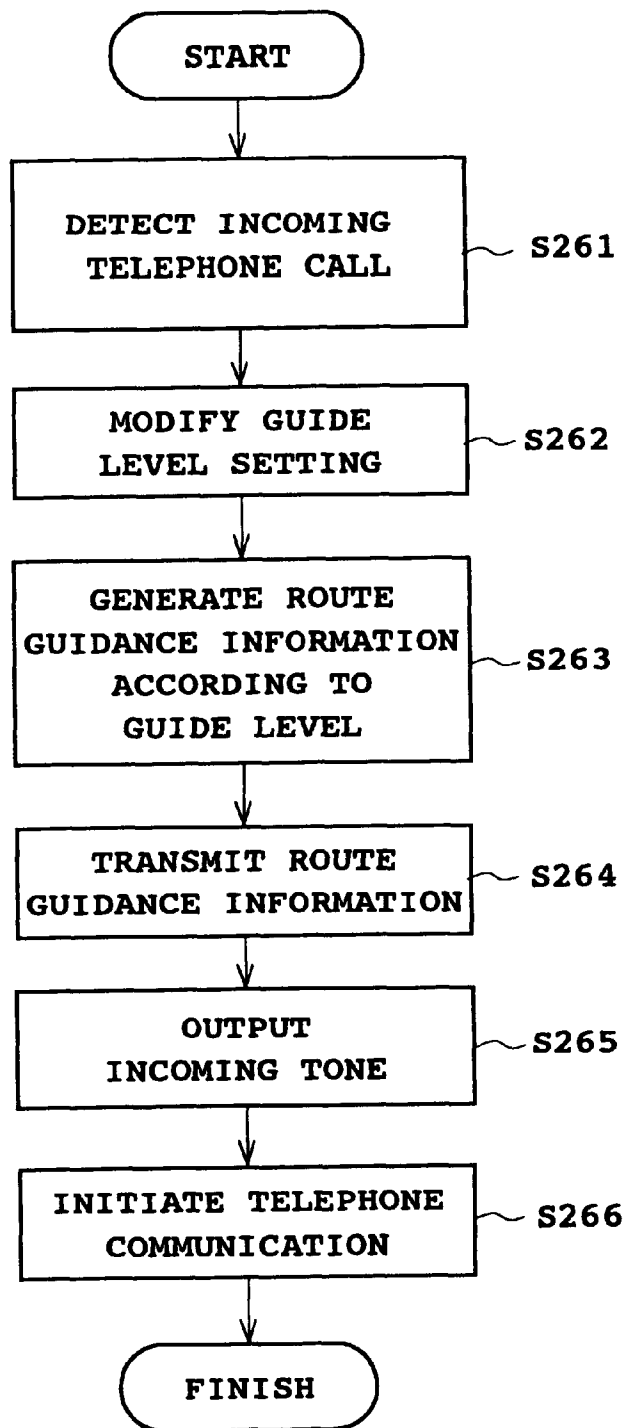 START
DETECT INCOMING
TELEPHONE CALL
S261
MODIFY GUIDE
LEVEL SETTING
S262
GENERATE ROUTE
GUIDANCE INFORMATION
ACCORDING TO
GUIDE LEVEL
S263
TRANSMIT ROUTE
GUIDANCE INFORMATION
S264
OUTPUT
INCOMING TONE
S265
INITIATE TELEPHONE
COMMUNICATION
S266
FINISH